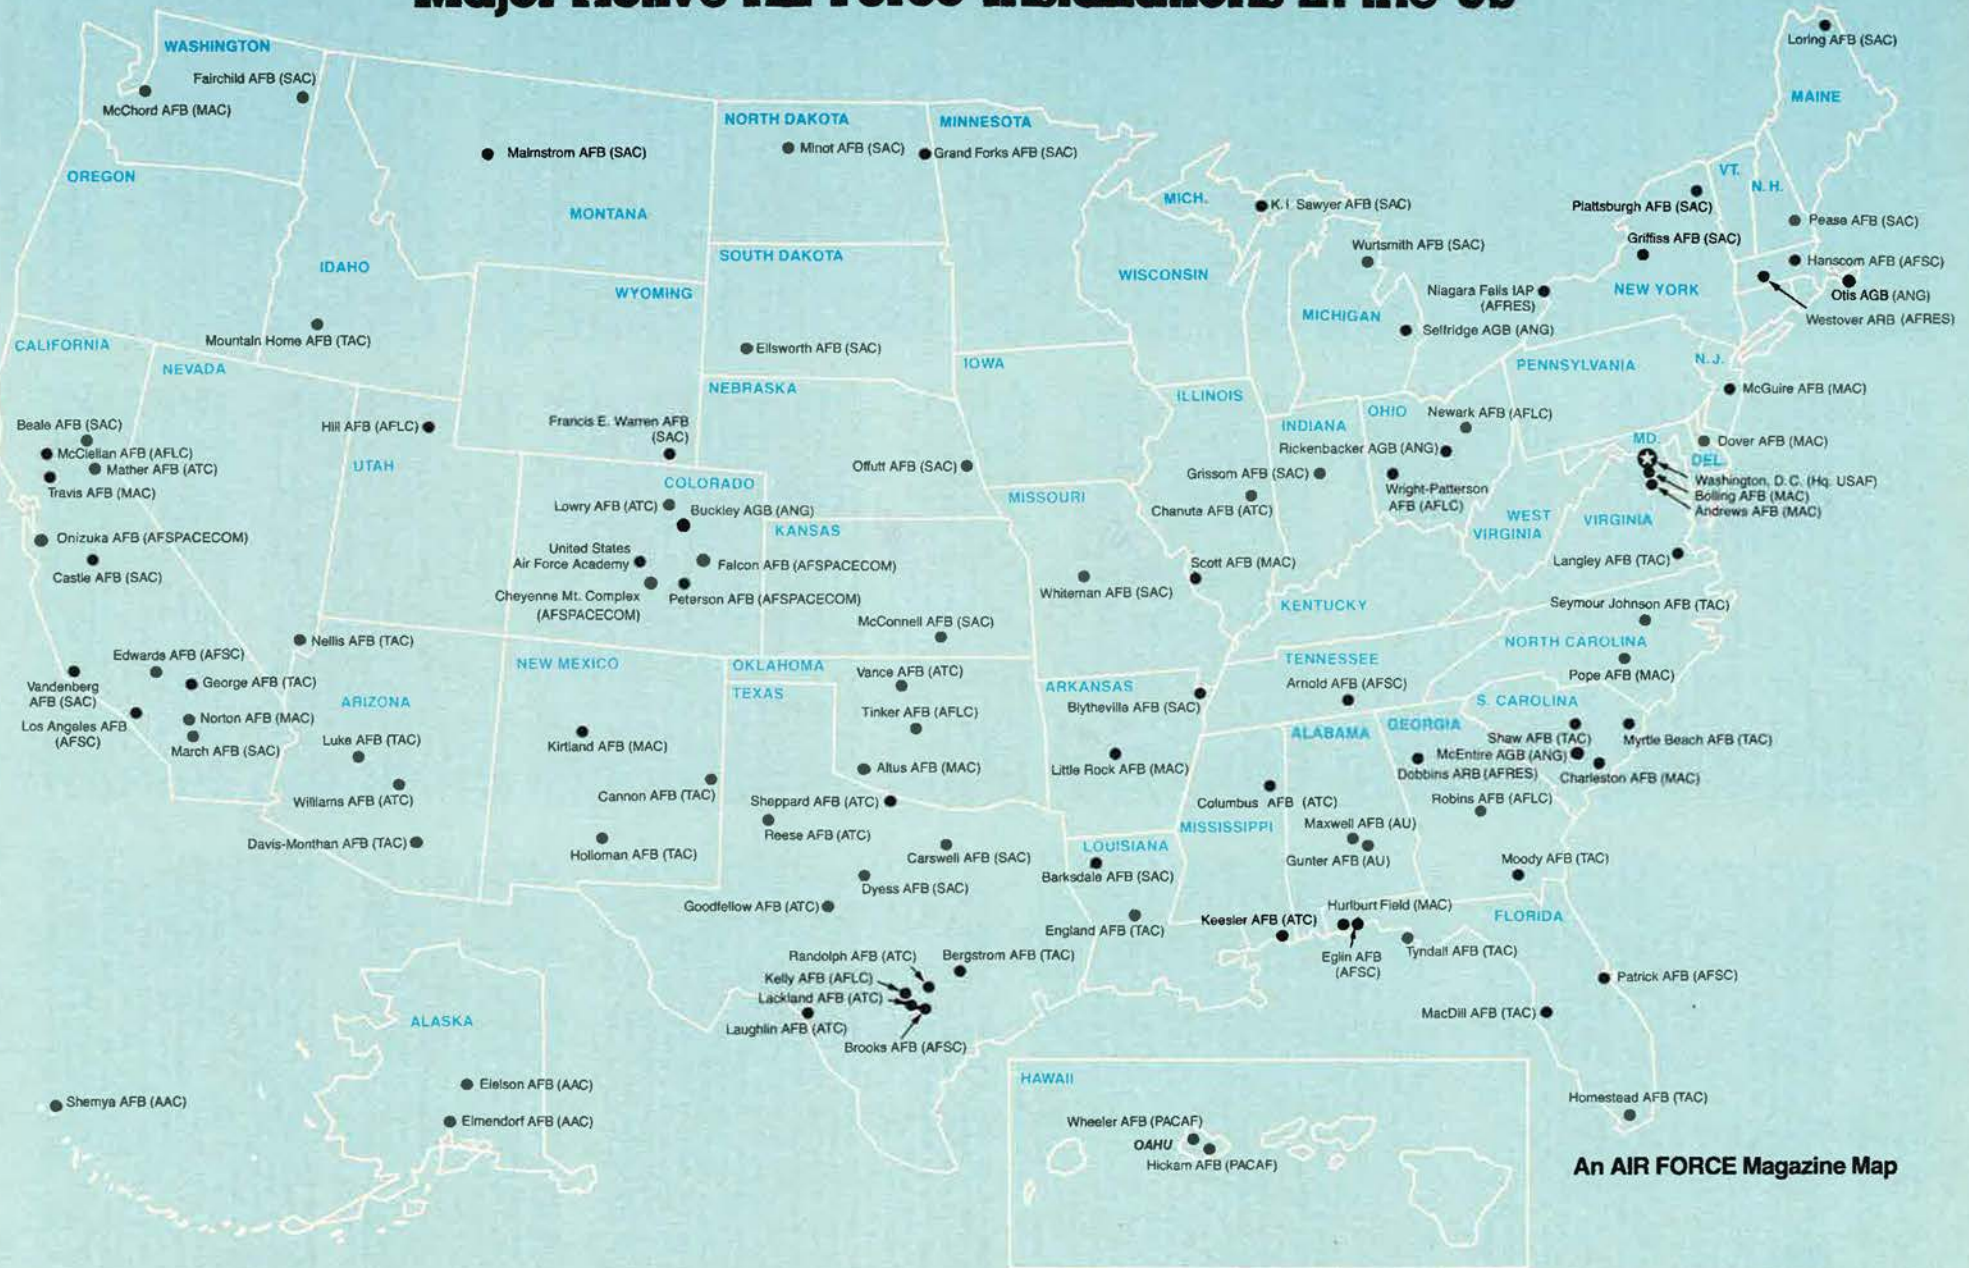 Major Active Air Force Installations in the US
WASHINGTON
Fairchild AFB (SAC)
McChord AFB (MAC)
OREGON
IDAHO
Mountain Home AFB (TAC)
Malmstrom AFB (SAC)
MONTANA
NORTH DAKOTA
Minot AFB (SAC)
MINNESOTA
Grand Forks AFB (SAC)
SOUTH DAKOTA
Ellsworth AFB (SAC)
WYOMING
Francis E. Warren AFB
(SAC)
NEBRASKA
Offutt AFB (SAC)
IOWA
WISCONSIN
MICH.
K.I. Sawyer AFB (SAC)
Wurtsmith AFB (SAC)
MICHIGAN
Selfridge AGB (ANG)
Niagara Falls IAP
(AFRES)
Plattsburgh AFB (SAC)
Griffiss AFB (SAC)
NEW YORK
VT.
N.H.
MAINE
Loring AFB (SAC)
Pease AFB (SAC)
Hanscom AFB (AFSC)
Otis AGB (ANG)
Westover ARB (AFRES)
PENNSYLVANIA
N.J.
McGuire AFB (MAC)
Dover AFB (MAC)
MD.
DEL.
Washington, D.C. (Hq. USAF)
Bolling AFB (MAC)
Andrews AFB (MAC)
CALIFORNIA
Beale AFB (SAC)
McClellan AFB (AFLC)
Mather AFB (ATC)
Travis AFB (MAC)
Onizuka AFB (AFSPACECOM)
Castle AFB (SAC)
Edwards AFB (AFSC)
George AFB (TAC)
Vandenberg
AFB (SAC)
Los Angeles AFB
(AFSC)
Norton AFB (MAC)
March AFB (SAC)
NEVADA
Nellis AFB (TAC)
Hill AFB (AFLC)
UTAH
COLORADO
Lowry AFB (ATC)
Buckley AGB (ANG)
United States
Air Force Academy
Falcon AFB (AFSPACECOM)
Cheyenne Mt. Complex
(AFSPACECOM)
Peterson AFB (AFSPACECOM)
KANSAS
McConnell AFB (SAC)
MISSOURI
Whiteman AFB (SAC)
ILLINOIS
Chanute AFB (ATC)
Scott AFB (MAC)
INDIANA
Grissom AFB (SAC)
OHIO
Newark AFB (AFLC)
Rickenbacker AGB (ANG)
Wright-Patterson
AFB (AFLC)
WEST
VIRGINIA
VIRGINIA
Langley AFB (TAC)
KENTUCKY
TENNESSEE
Arnold AFB (AFSC)
Seymour Johnson AFB (TAC)
NORTH CAROLINA
Pope AFB (MAC)
S. CAROLINA
Shaw AFB (TAC)
Myrtle Beach AFB (TAC)
McEntire AGB (ANG)
Charleston AFB (MAC)
GEORGIA
Dobbins ARB (AFRES)
Robins AFB (AFLC)
Moody AFB (TAC)
ARIZONA
Luke AFB (TAC)
Williams AFB (ATC)
Davis-Monthan AFB (TAC)
NEW MEXICO
Kirtland AFB (MAC)
Cannon AFB (TAC)
Holloman AFB (TAC)
OKLAHOMA
Vance AFB (ATC)
Tinker AFB (AFLC)
Altus AFB (MAC)
TEXAS
Sheppard AFB (ATC)
Reese AFB (ATC)
Carswell AFB (SAC)
Dyess AFB (SAC)
Goodfellow AFB (ATC)
Randolph AFB (ATC)
Bergstrom AFB (TAC)
Kelly AFB (AFLC)
Lackland AFB (ATC)
Laughlin AFB (ATC)
Brooks AFB (AFSC)
ARKANSAS
Blytheville AFB (SAC)
Little Rock AFB (MAC)
LOUISIANA
Barksdale AFB (SAC)
England AFB (TAC)
MISSISSIPPI
Columbus AFB (ATC)
Keesler AFB (ATC)
ALABAMA
Maxwell AFB (AU)
Gunter AFB (AU)
FLORIDA
Hurlburt Field (MAC)
Eglin AFB
(AFSC)
Tyndall AFB (TAC)
Patrick AFB (AFSC)
MacDill AFB (TAC)
Homestead AFB (TAC)
ALASKA
Eielson AFB (AAC)
Elmendorf AFB (AAC)
Shemya AFB (AAC)
HAWAII
Wheeler AFB (PACAF)
OAHU
Hickam AFB (PACAF)
An AIR FORCE Magazine Map